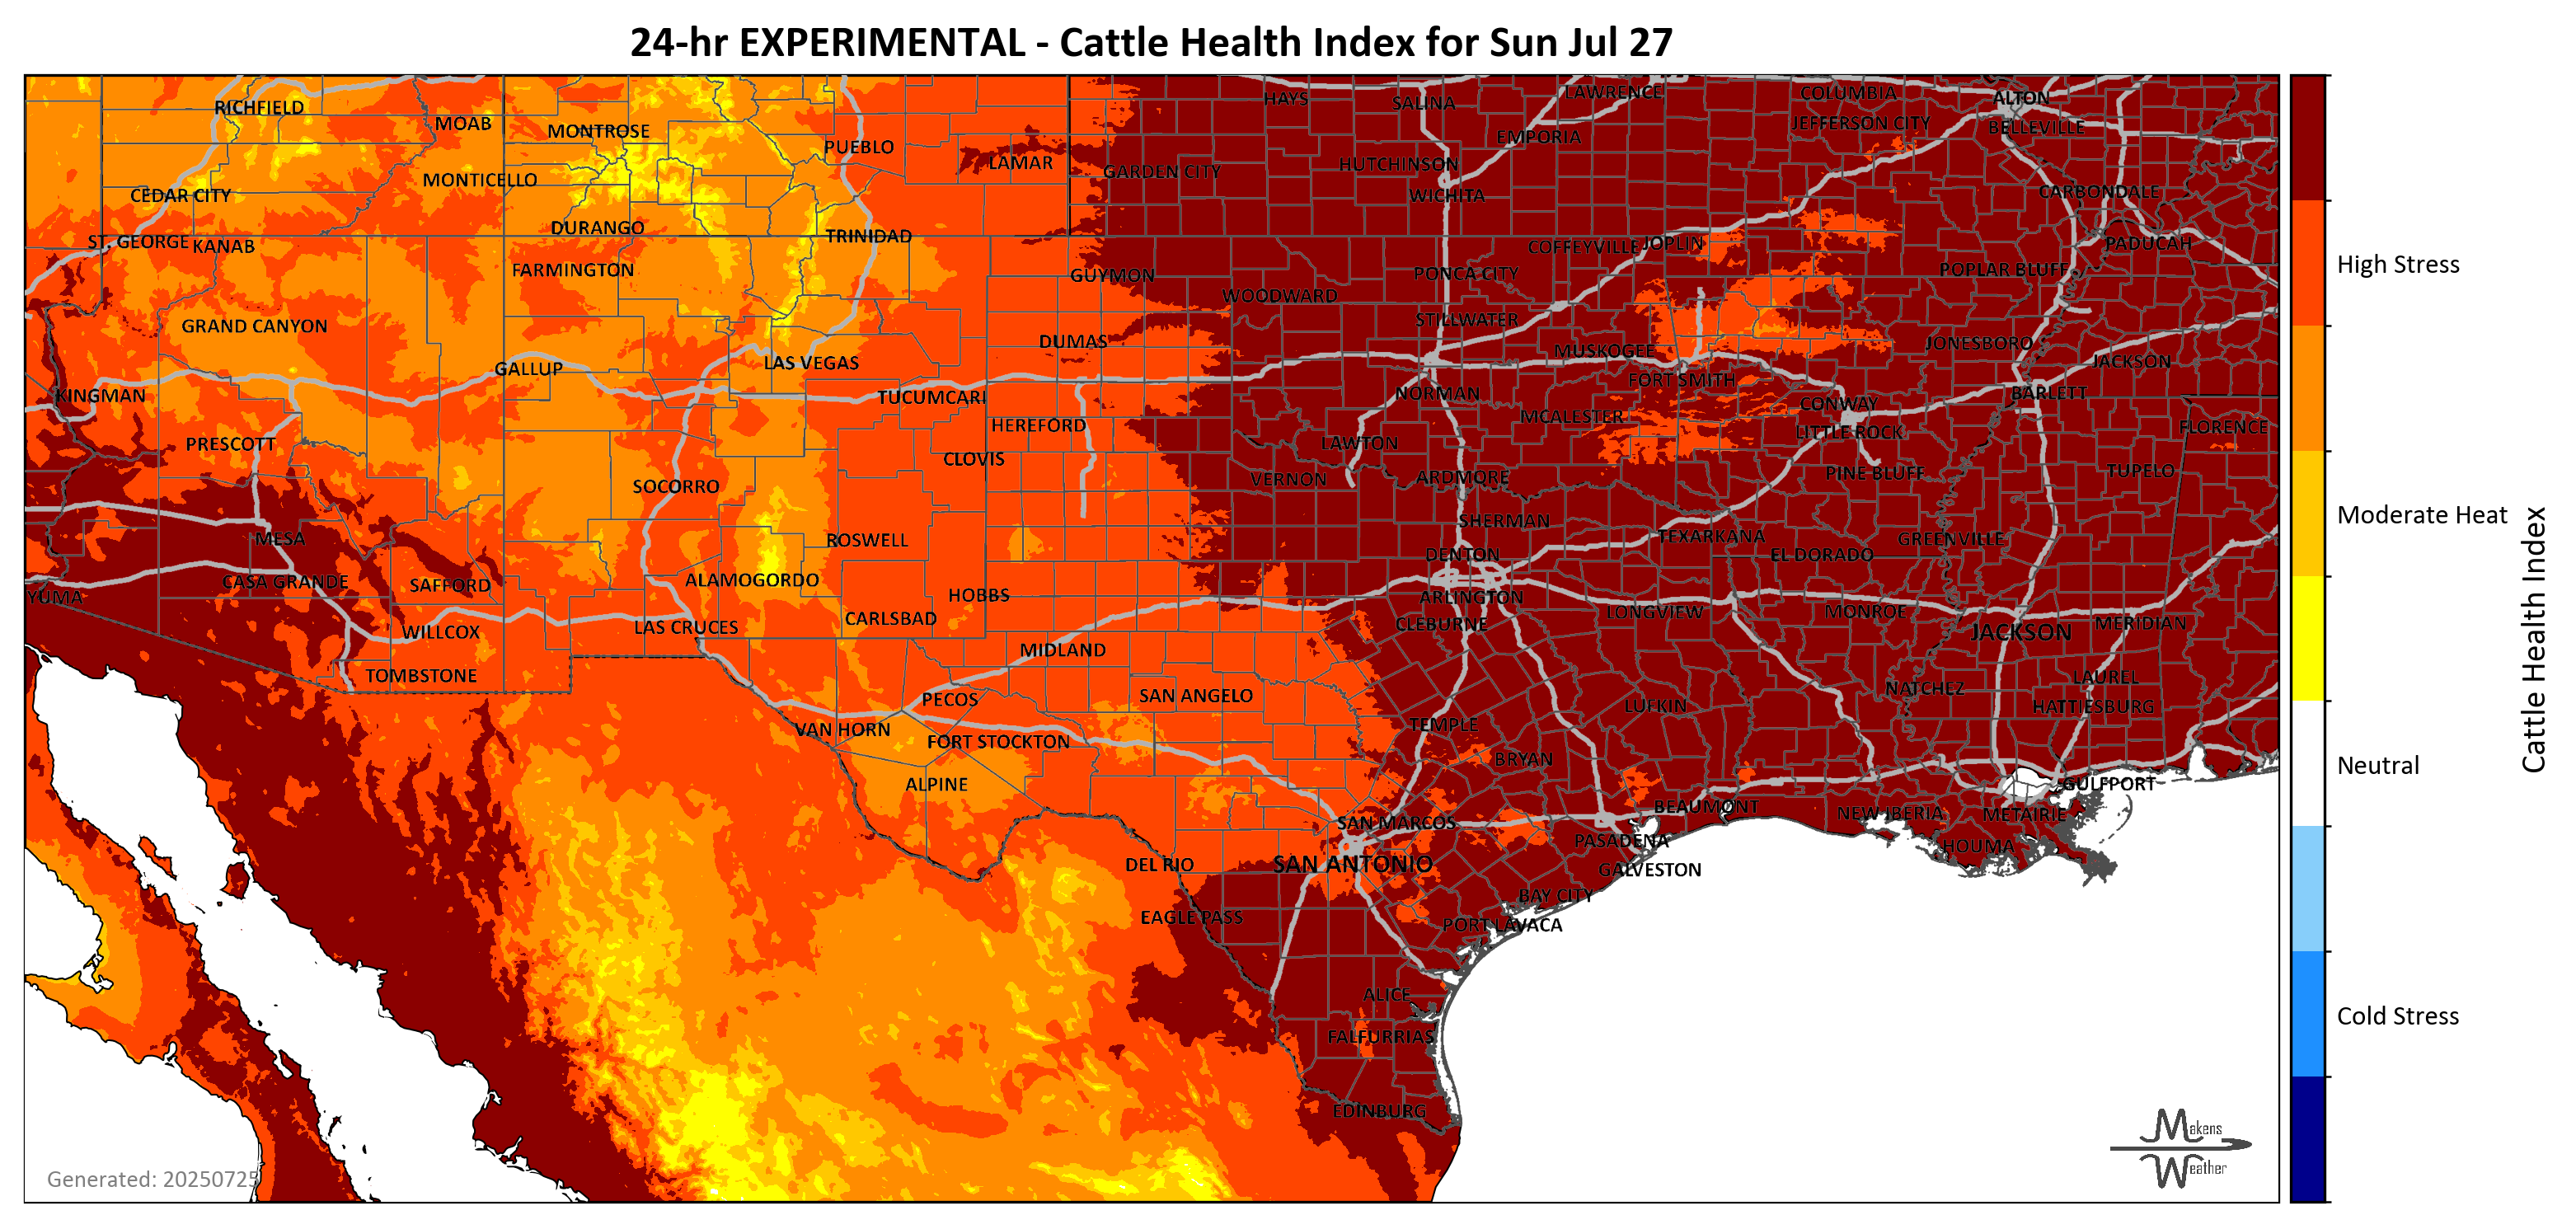 24-hr EXPERIMENTAL - Cattle Health Index for Sun Jul 27
RICHFIELD
MOAB
MONTROSE
PUEBLO
LAMAR
HAYS
SALINA
LAWRENCE
COLUMBIA
ALTON
JEFFERSON CITY
BELLEVILLE
EMPORIA
HUTCHINSON
GARDEN CITY
WICHITA
CARBONDALE
MONTICELLO
CEDAR CITY
DURANGO
TRINIDAD
ST. GEORGE
KANAB
FARMINGTON
GUYMON
COFFEYVILLE
JOPLIN
PADUCAH
PONCA CITY
POPLAR BLUFF
WOODWARD
High Stress
GRAND CANYON
DUMAS
STILLWATER
MUSKOGEE
JONESBORO
JACKSON
GALLUP
LAS VEGAS
FORT SMITH
KINGMAN
TUCUMCARI
NORMAN
BARLETT
CONWAY
HEREFORD
MCALESTER
FLORENCE
PRESCOTT
LAWTON
LITTLE ROCK
CLOVIS
VERNON
ARDMORE
PINE BLUFF
TUPELO
SOCORRO
SHERMAN
Moderate Heat
MESA
ROSWELL
TEXARKANA
GREENVILLE
DENTON
EL DORADO
CASA GRANDE
SAFFORD
ALAMOGORDO
YUMA
HOBBS
ARLINGTON
LONGVIEW
MONROE
CARLSBAD
CLEBURNE
WILLCOX
LAS CRUCES
JACKSON
MERIDIAN
MIDLAND
TOMBSTONE
LAUREL
PECOS
SAN ANGELO
NATCHEZ
LUFKIN
HATTIESBURG
VAN HORN
FORT STOCKTON
TEMPLE
BRYAN
Neutral
ALPINE
GULFPORT
BEAUMONT
NEW IBERIA
METAIRIE
SAN MARCOS
PASADENA
HOUMA
DEL RIO
SAN ANTONIO
GALVESTON
BAY CITY
EAGLE PASS
PORT LAVACA
ALICE
Cold Stress
FALFURRIAS
EDINBURG
Cattle Health Index
Makens
Weather
Generated: 20250725